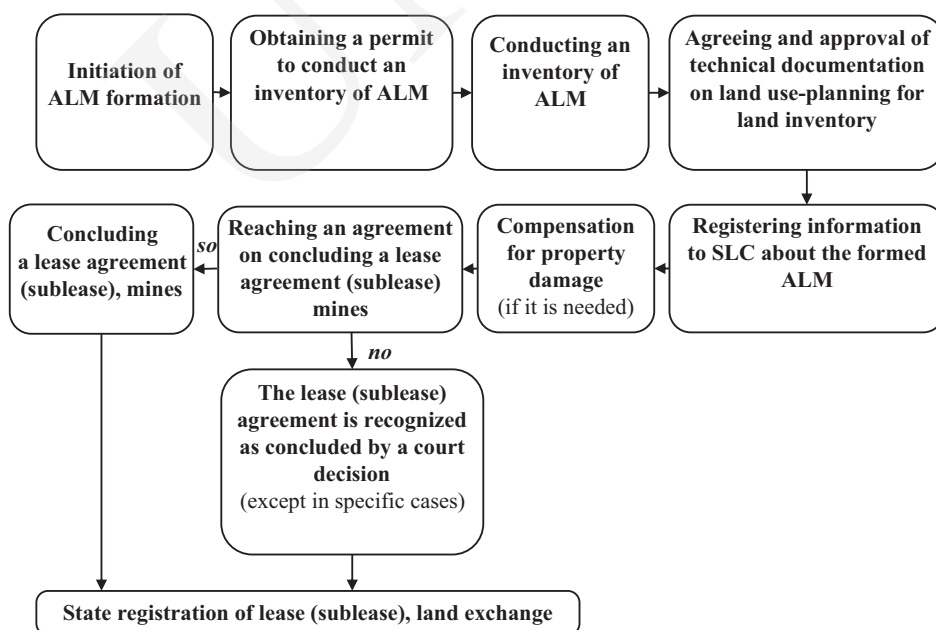 Initiation of
ALM formation
Obtaining a permit
to conduct an
inventory of ALM
Conducting an
inventory of
ALM
Agreeing and approval of
technical documentation
on land use-planning for
land inventory
Registering information
to SLC about the formed
ALM
Compensation
for property
damage
(if it is needed)
Reaching an agreement
on concluding a lease
agreement (sublease)
mines
so
Concluding
a lease agreement
(sublease), mines
no
The lease (sublease)
agreement is recognized
as concluded by a court
decision
(except in specific cases)
State registration of lease (sublease), land exchange